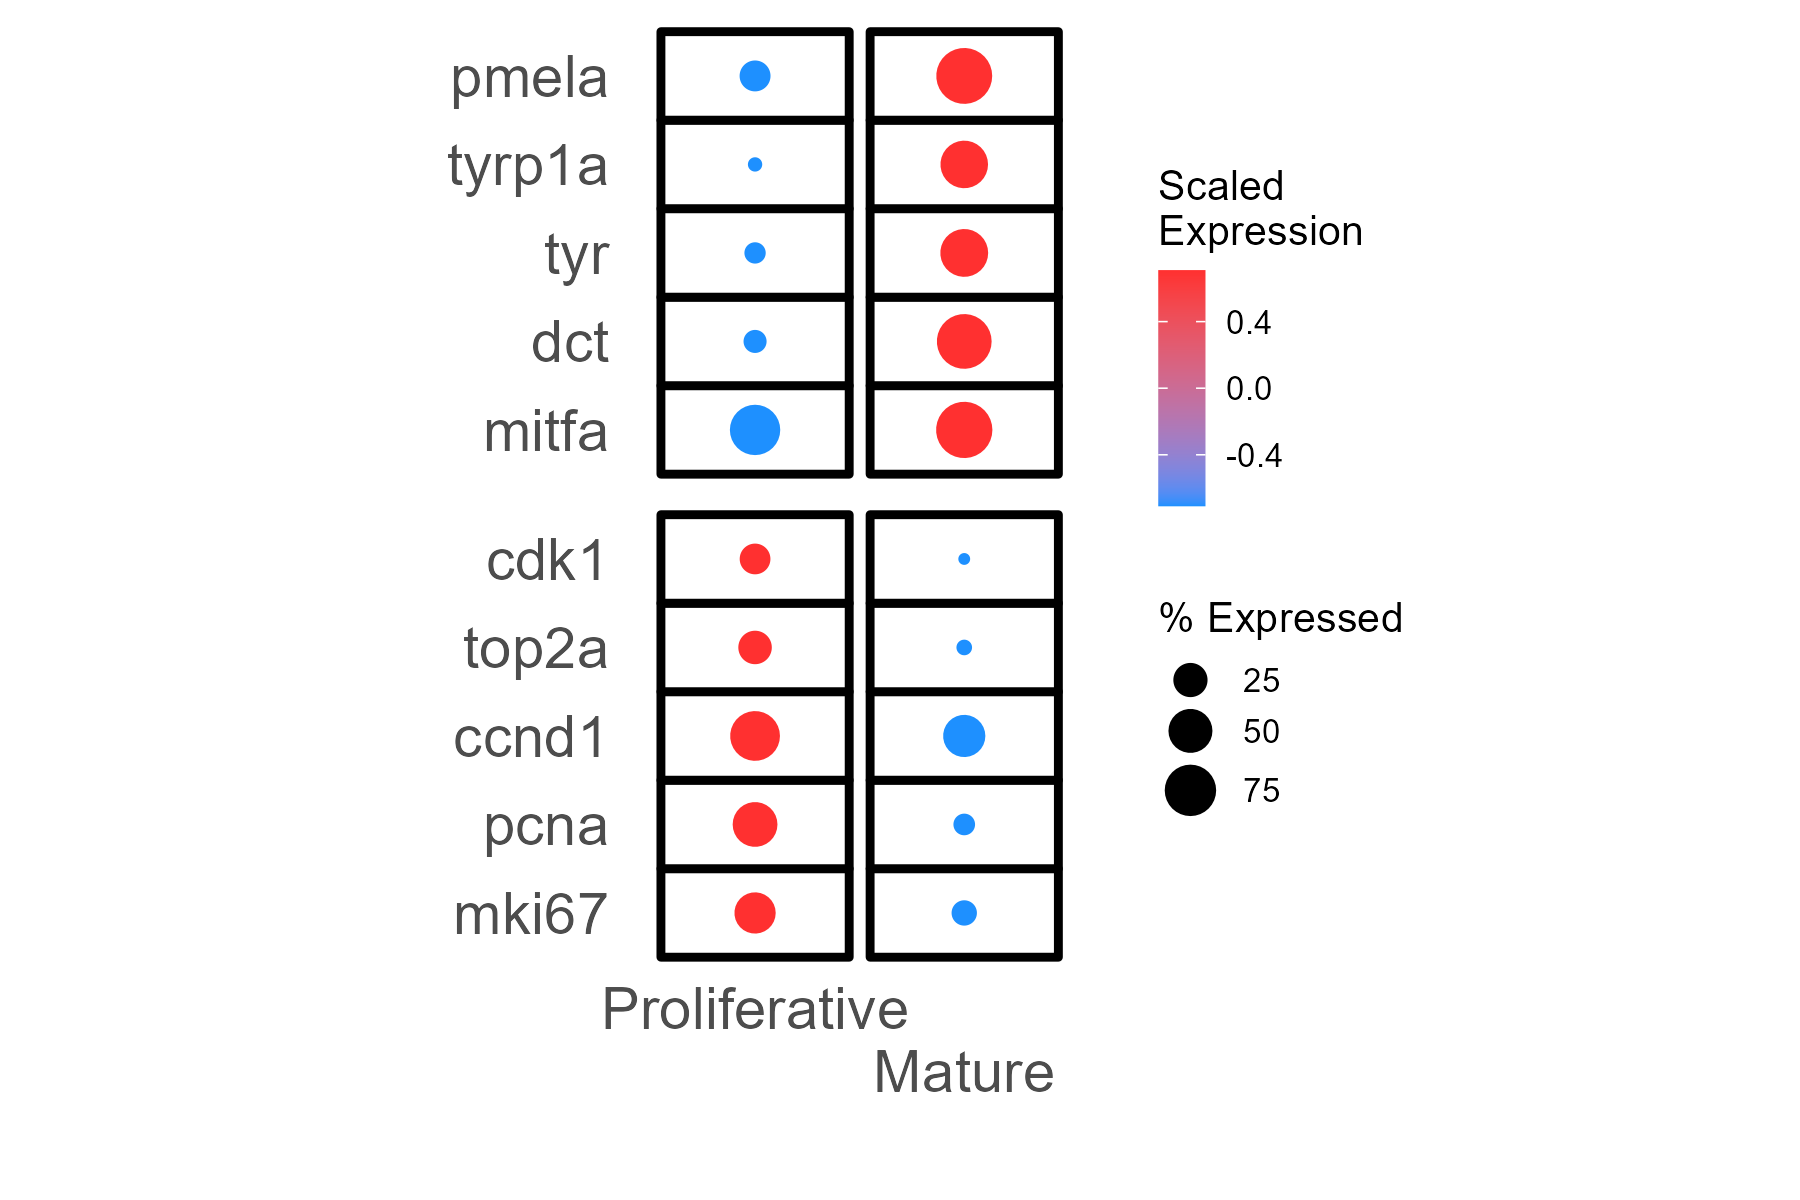 pmela
tyrp1a
tyr
dct
mitfa
cdk1
top2a
ccnd1
pcna
mki67
Proliferative
Mature
Scaled
Expression
0.4
0.0
-0.4
% Expressed
25
50
75